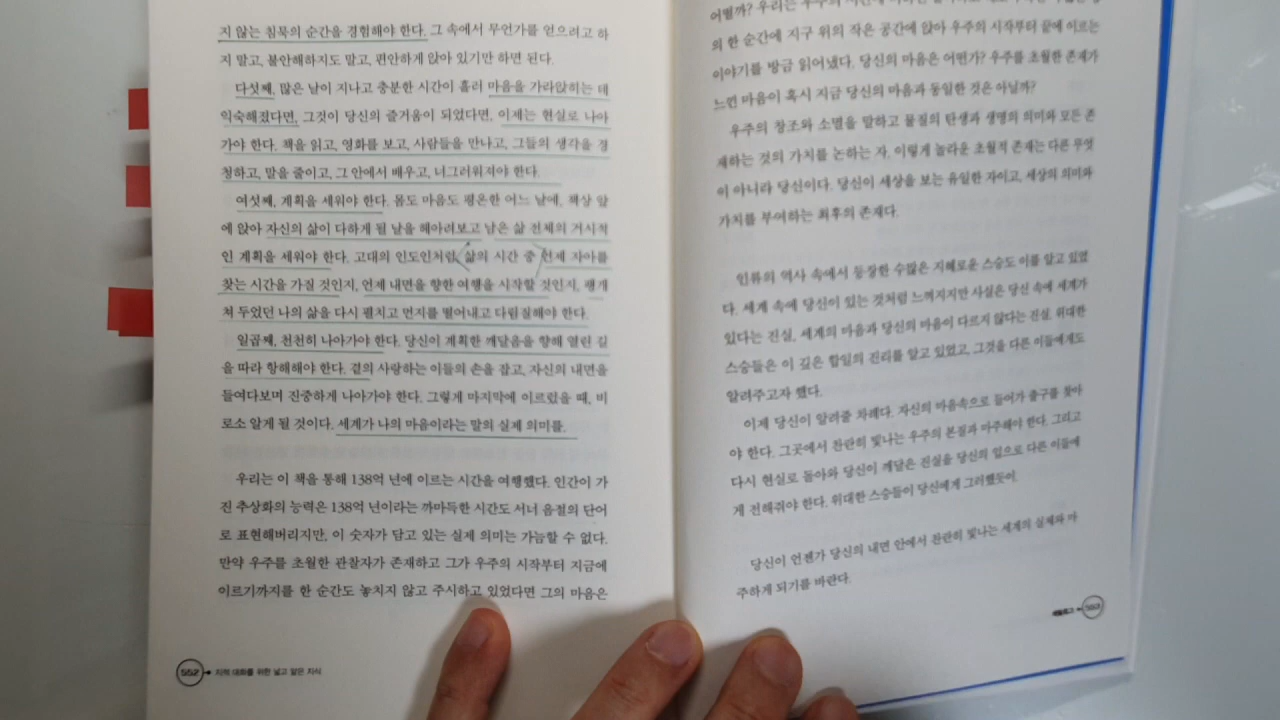 지 않는 침묵의 순간을 경험해야 한다. 그 속에서 무언가를 얻으려고 하
지 말고, 불안해하지도 말고, 편안하게 앉아 있기만 하면 된다.
다섯째, 많은 날이 지나고 충분한 시간이 흘러 마음을 가라앉히는 데
익숙해졌다면, 그것이 당신의 즐거움이 되었다면, 이제는 현실로 나아
가야 한다. 책을 읽고, 영화를 보고, 사람들을 만나고, 그들의 생각을 경
청하고, 말을 줄이고, 그 안에서 배우고, 너그러워져야 한다.
여섯째, 계획을 세워야 한다. 몸도 마음도 평온한 어느 날에, 책상 앞
에 앉아 자신의 삶이 다하게 될 날을 헤아려보고 남은 삶 전체의 거시적
인 계획을 세워야 한다. 고대의 인도인처럼, 삶의 시간 중 언제 자아를
찾는 시간을 가질 것인지, 언제 내면을 향한 여행을 시작할 것인지, 팽개
쳐 두었던 나의 삶을 다시 펼치고 먼지를 떨어내고 다림질해야 한다.
일곱째, 천천히 나아가야 한다. 당신이 계획한 깨달음을 향해 열린 길
을 따라 항해해야 한다. 곁의 사랑하는 이들의 손을 잡고, 자신의 내면을
들여다보며 진중하게 나아가야 한다. 그렇게 마지막에 이르렀을 때, 비
로소 알게 될 것이다. 세계가 나의 마음이라는 말의 실제 의미를.
우리는 이 책을 통해 138억 년에 이르는 시간을 여행했다. 인간이 가
진 추상화의 능력은 138억 년이라는 까마득한 시간도 서너 음절의 단어
로 표현해버리지만, 이 숫자가 담고 있는 실제 의미는 가늠할 수 없다.
만약 우주를 초월한 관찰자가 존재하고 그가 우주의 시작부터 지금에
이르기까지를 한 순간도 놓치지 않고 주시하고 있었다면 그의 마음은
552 지적 대화를 위한 넓고 얕은 지식
어떨까? 우리는 우주의
의 한 순간에 지구 위의 작은 공간에 앉아 우주의 시작부터 끝에 이르는
이야기를 방금 읽어냈다. 당신의 마음은 어떤가? 우주를 초월한 존재가
느낀 마음이 혹시 지금 당신의 마음과 동일한 것은 아닐까?
우주의 창조와 소멸을 말하고 물질의 탄생과 생명의 의미와 모든 존
재하는 것의 가치를 논하는 자. 이렇게 놀라운 초월적 존재는 다른 무엇
이 아니라 당신이다. 당신이 세상을 보는 유일한 자이고, 세상의 의미와
가치를 부여하는 최후의 존재다.
인류의 역사 속에서 등장한 수많은 지혜로운 스승도 이를 알고 있었
다. 세계 속에 당신이 있는 것처럼 느껴지지만 사실은 당신 속에 세계가
있다는 진실, 세계의 마음과 당신의 마음이 다르지 않다는 진실. 위대한
스승들은 이 깊은 합일의 진리를 알고 있었고, 그것을 다른 이들에게도
알려주고자 했다.
이제 당신이 알려줄 차례다. 자신의 마음속으로 들어가 출구를 찾아
야 한다. 그곳에서 찬란히 빛나는 우주의 본질과 마주해야 한다. 그리고
다시 현실로 돌아와 당신이 깨달은 진실을 당신의 입으로 다른 이들에
게 전해줘야 한다. 위대한 스승들이 당신에게 그러했듯이.
당신이 언젠가 당신의 내면 안에서 찬란히 빛나는 세계의 실체와 마
주하게 되기를 바란다.
에필로그 553